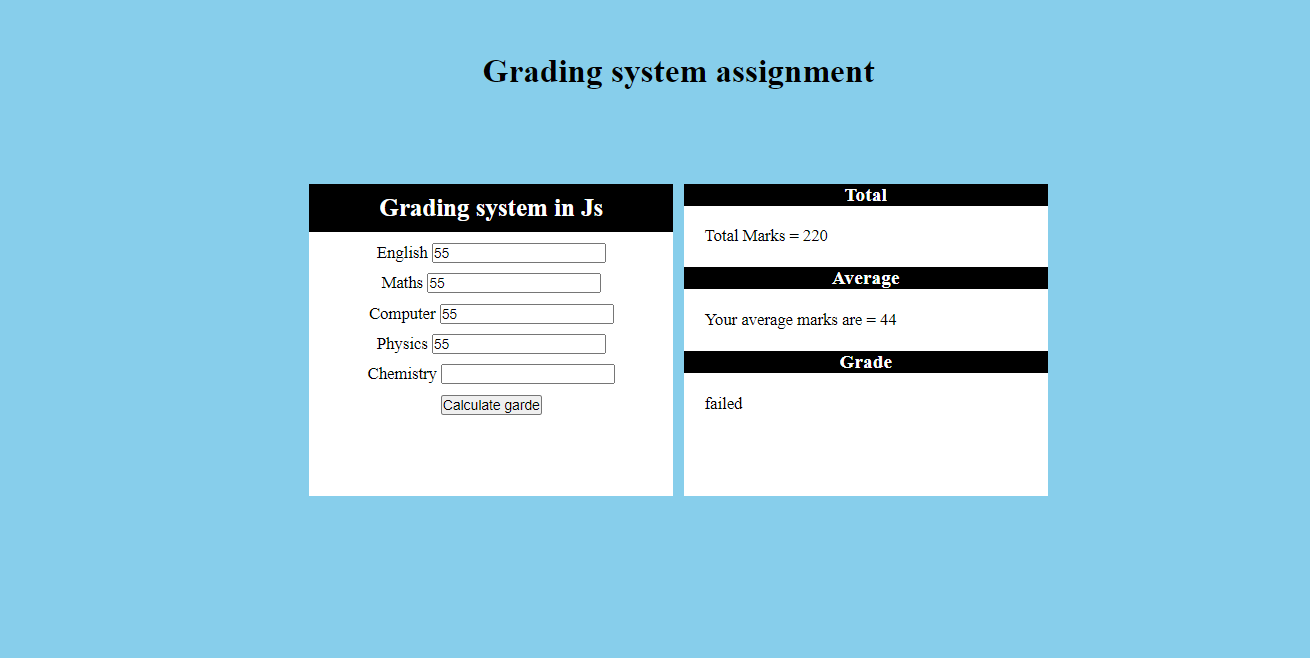 Grading system assignment
Grading system in Js
English 55
Maths 55
Computer 55
Physics 55
Chemistry
Calculate garde
Total
Total Marks = 220
Average
Your average marks are = 44
Grade
failed